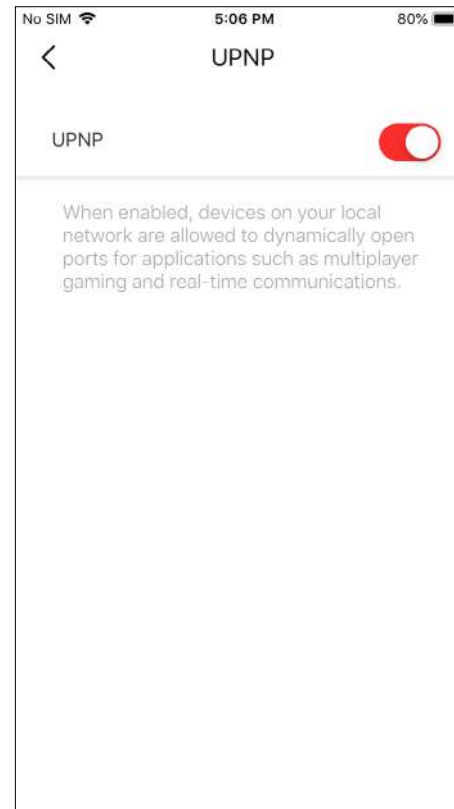 No SIM 5:06 PM 80%
UPNP
UPNP
When enabled, devices on your local
network are allowed to dynamically open
ports for applications such as multiplayer
gaming and real-time communications.